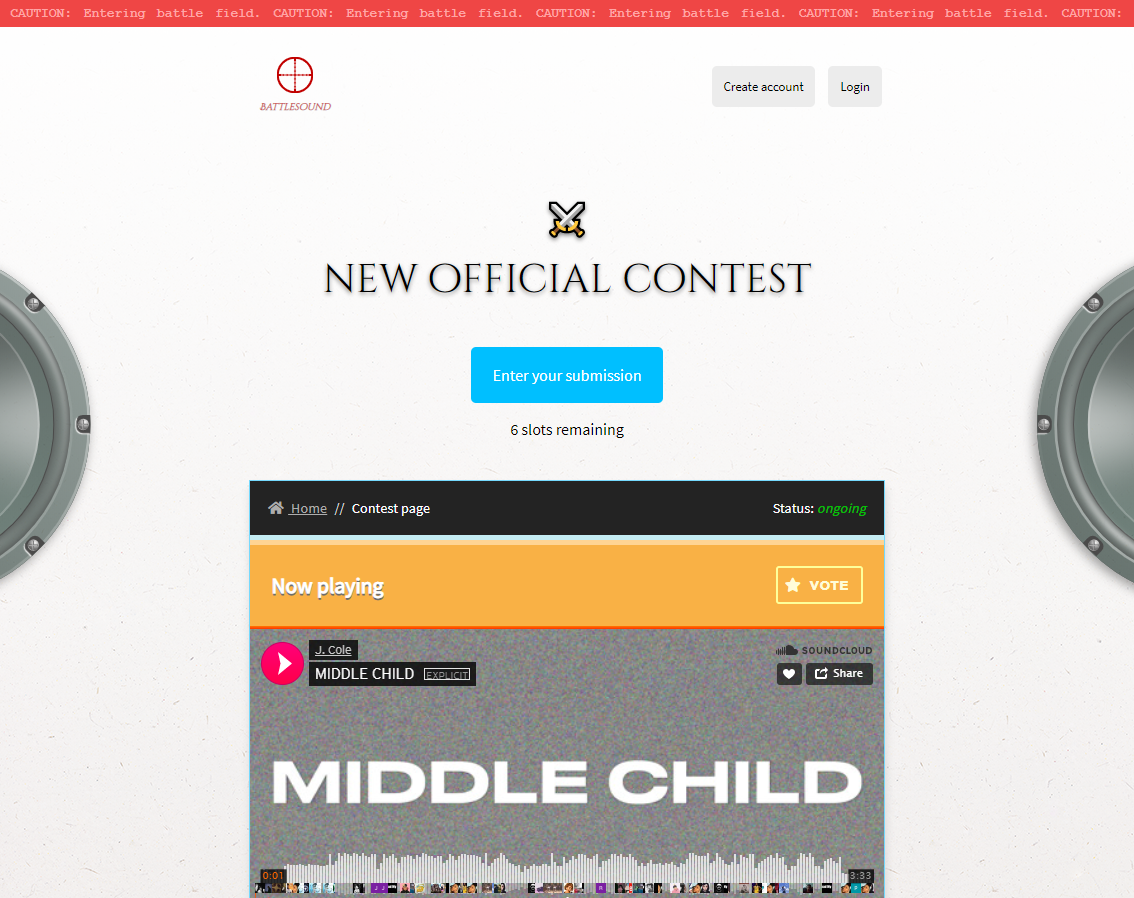 CAUTION: Entering battle field. CAUTION: Entering battle field. CAUTION: Entering battle field. CAUTION: Entering battle field. CAUTION:
BATTLESOUND
Create account
Login
NEW OFFICIAL CONTEST
Enter your submission
6 slots remaining
Home // Contest page
Status: ongoing
Now playing
VOTE
J. Cole
SOUNDCLOUD
MIDDLE CHILD EXPLICIT
Share
MIDDLE CHILD
0:01
3:33